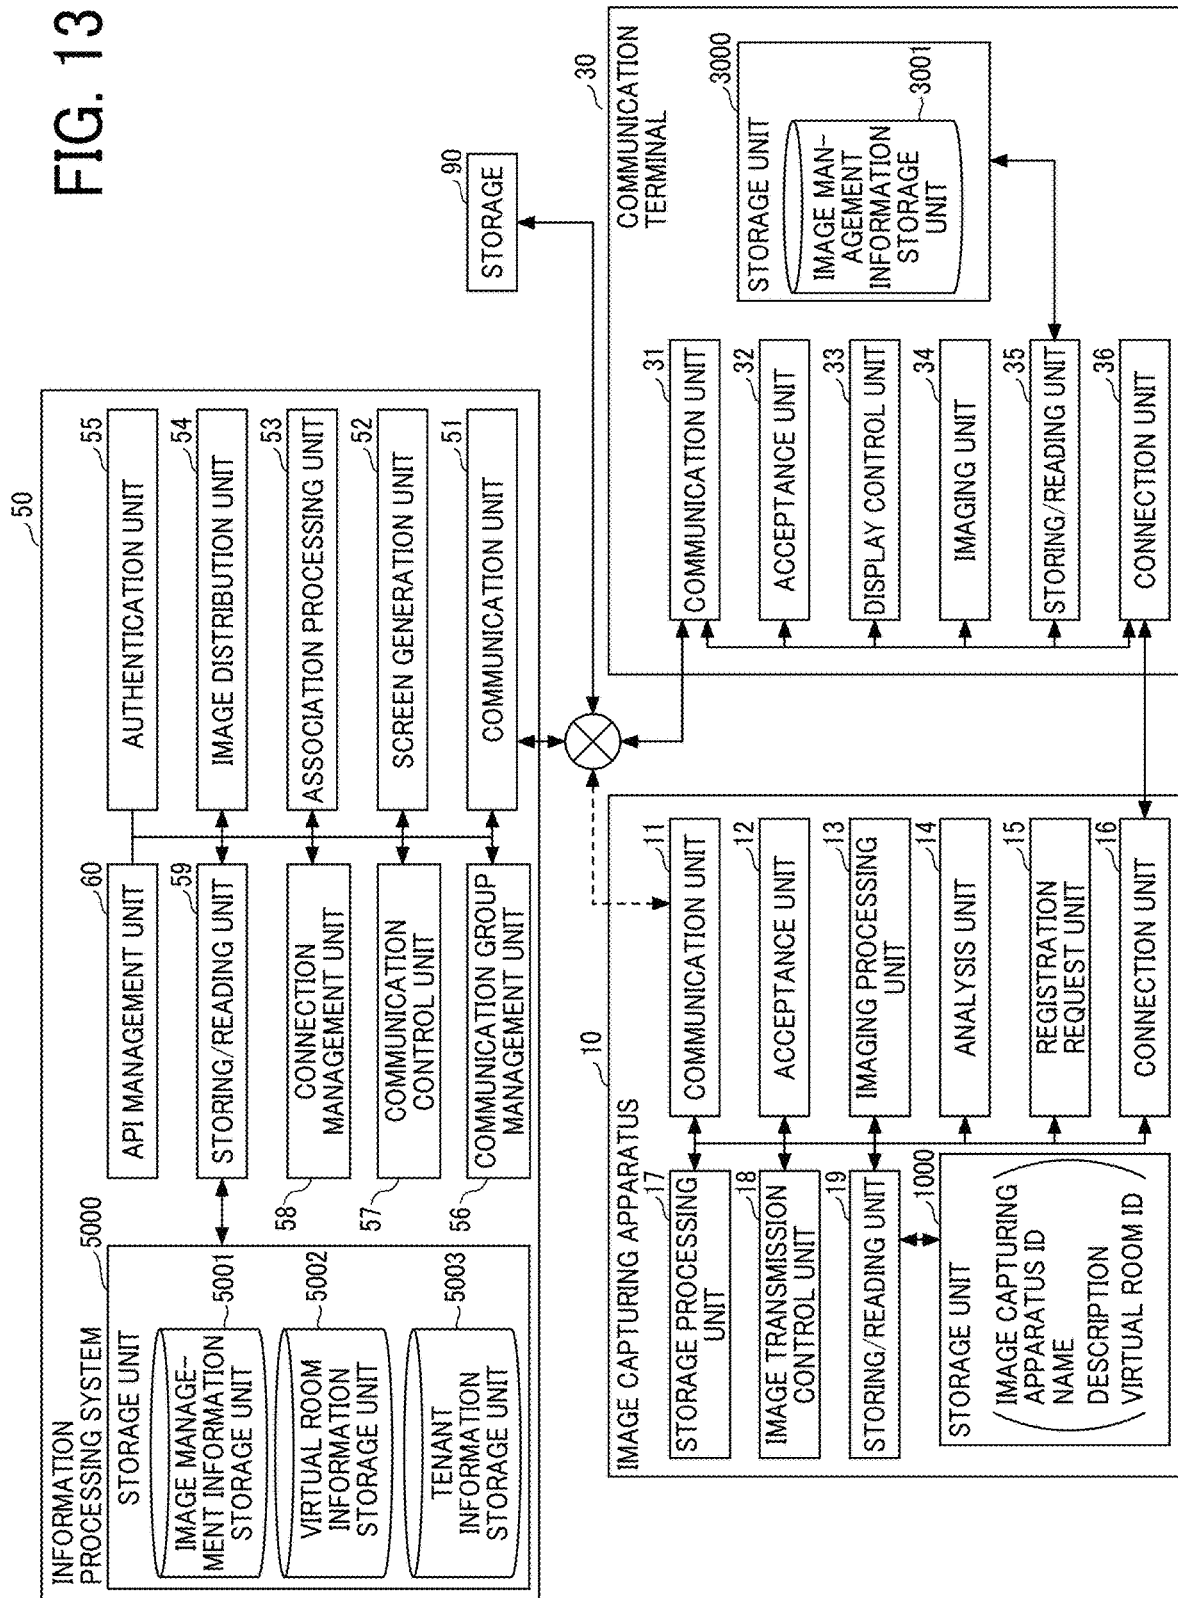 FIG. 13
50
INFORMATION
PROCESSING SYSTEM
5000
STORAGE UNIT
5001
IMAGE MANAGE-
MENT INFORMATION
STORAGE UNIT
5002
VIRTUAL ROOM
INFORMATION
STORAGE UNIT
5003
TENANT
INFORMATION
STORAGE UNIT
60
API MANAGEMENT UNIT
59
STORING/READING UNIT
58
CONNECTION
MANAGEMENT UNIT
57
COMMUNICATION
CONTROL UNIT
56
COMMUNICATION GROUP
MANAGEMENT UNIT
55
AUTHENTICATION UNIT
54
IMAGE DISTRIBUTION UNIT
53
ASSOCIATION PROCESSING UNIT
52
SCREEN GENERATION UNIT
51
COMMUNICATION UNIT
90
STORAGE
10
IMAGE CAPTURING APPARATUS
17
STORAGE PROCESSING
UNIT
18
IMAGE TRANSMISSION
CONTROL UNIT
19
STORING/READING UNIT
1000
STORAGE UNIT
IMAGE CAPTURING
APPARATUS ID
NAME
DESCRIPTION
VIRTUAL ROOM ID
11
COMMUNICATION UNIT
12
ACCEPTANCE UNIT
13
IMAGING PROCESSING
UNIT
14
ANALYSIS UNIT
15
REGISTRATION
REQUEST UNIT
16
CONNECTION UNIT
30
COMMUNICATION
TERMINAL
31
COMMUNICATION UNIT
32
ACCEPTANCE UNIT
33
DISPLAY CONTROL UNIT
34
IMAGING UNIT
35
STORING/READING UNIT
36
CONNECTION UNIT
3000
STORAGE UNIT
3001
IMAGE MAN-
AGEMENT
INFORMATION
STORAGE
UNIT